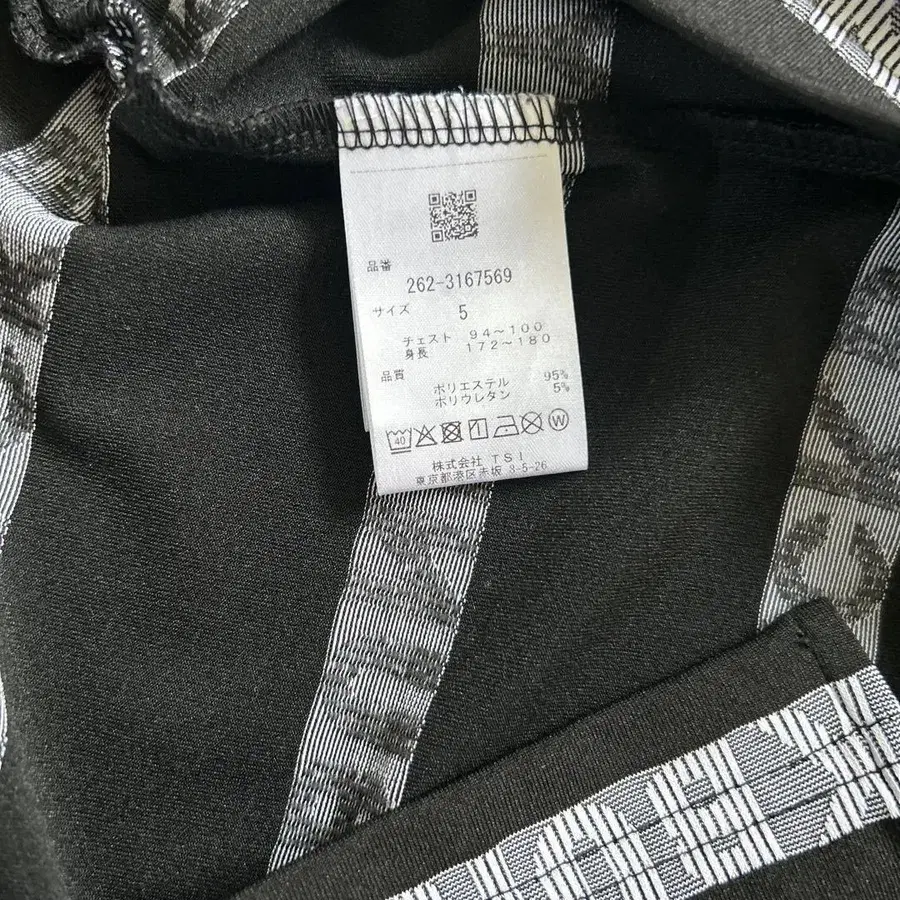 品番
262-3167569
サイズ 5
チェスト 94～100
身長 172～180
品質
ポリエステル 95%
ポリウレタン 5%
40 W
株式会社 TSI
東京都港区赤坂 8-5-26